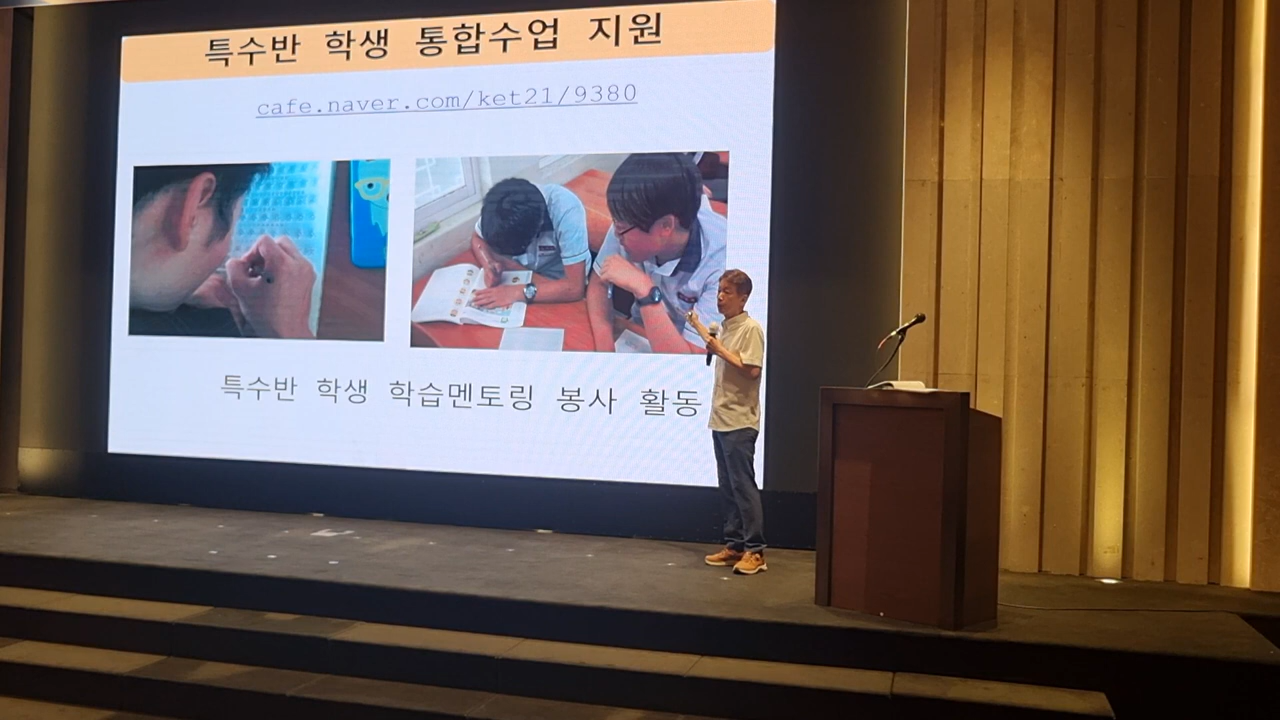 특수반 학생 통합수업 지원
cafe.naver.com/ket21/9380
특수반 학생 학습멘토링 봉사 활동